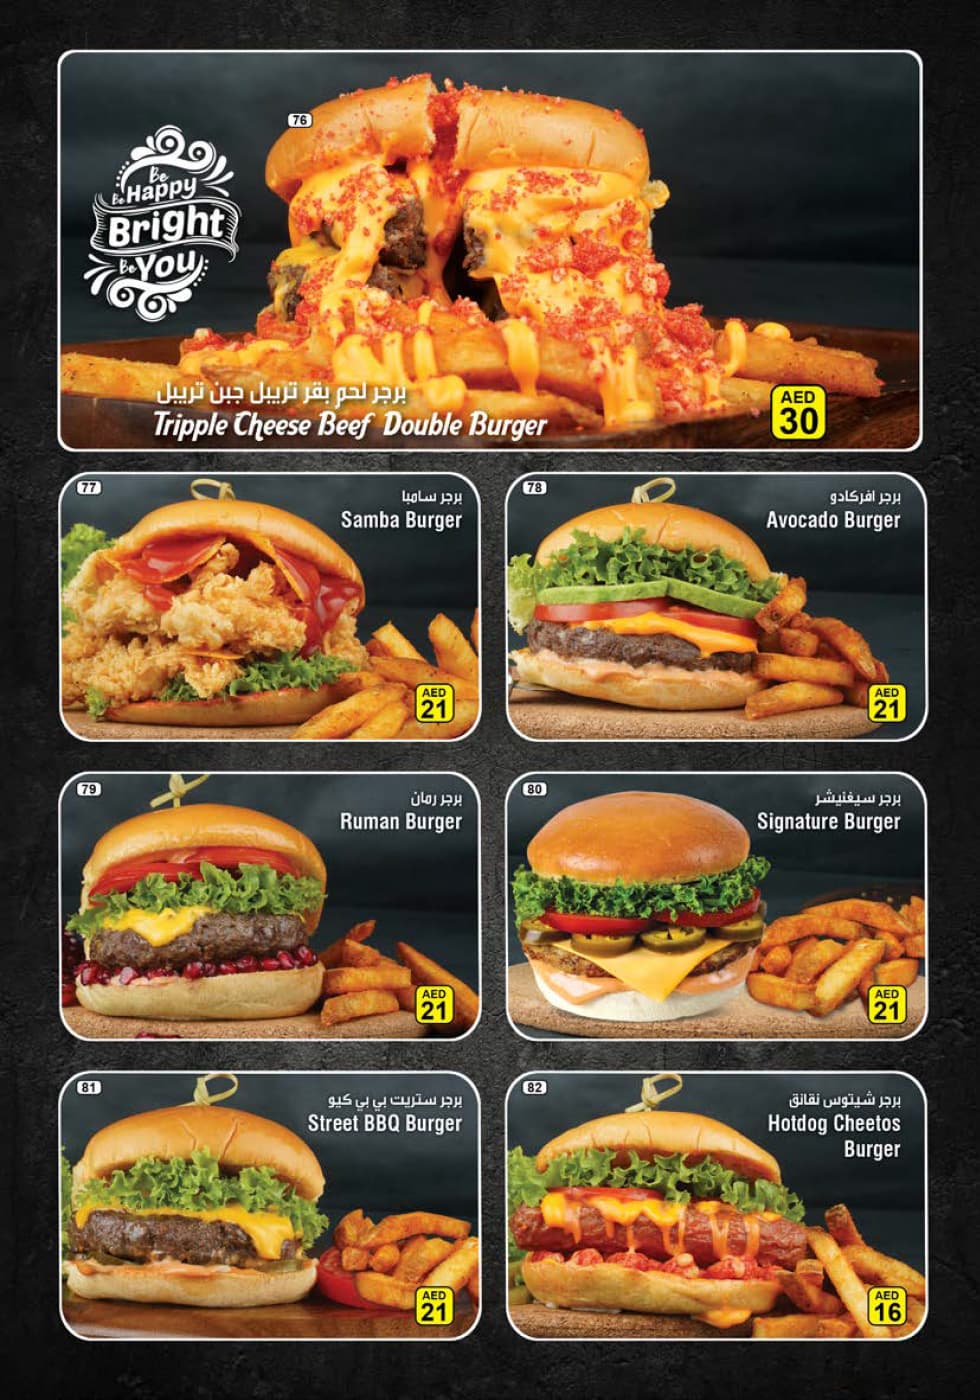 76
Be
Happy
Be
Bright
Be
You
برجر لحم بقر تريبل جبن تريبل
Tripple Cheese Beef Double Burger
AED
30
77
برجر سامبا
Samba Burger
AED
21
78
برجر افركادو
Avocado Burger
AED
21
79
برجر رمان
Ruman Burger
AED
21
80
برجر سيغنيشر
Signature Burger
AED
21
81
برجر ستريت بي بي كيو
Street BBQ Burger
AED
21
82
برجر شيتوس نقانق
Hotdog Cheetos
Burger
AED
16